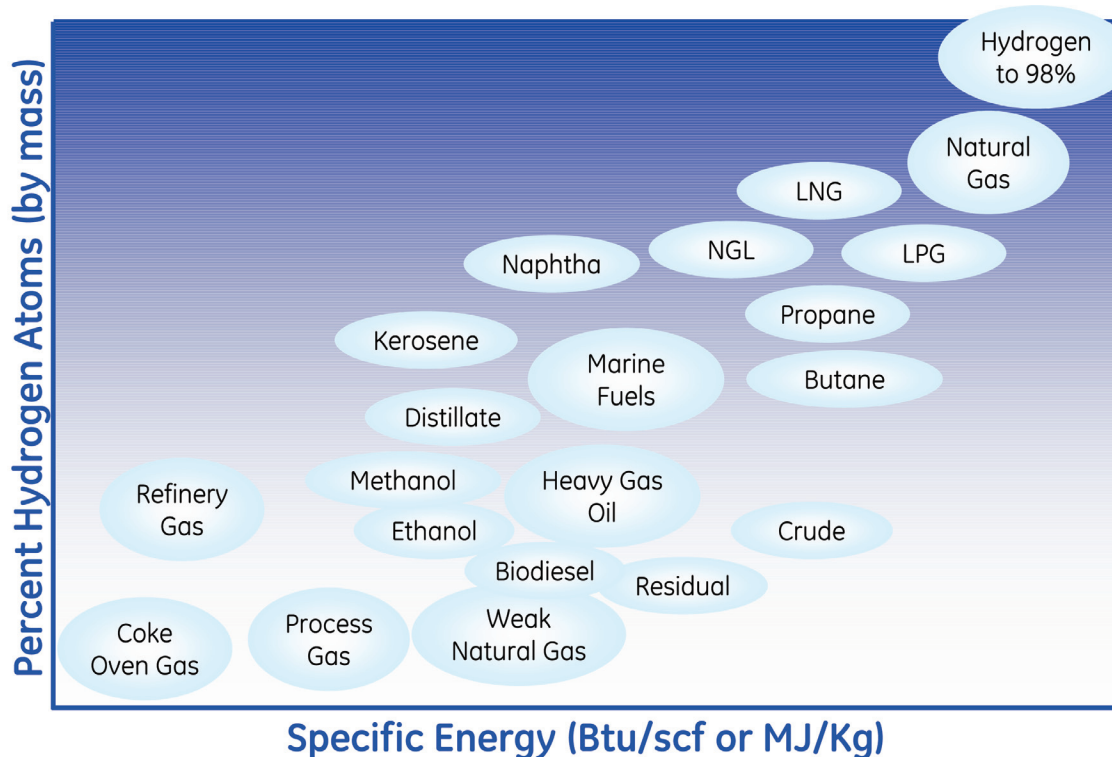 Percent Hydrogen Atoms (by mass)
Hydrogen
to 98%
Natural
Gas
LNG
NGL
LPG
Naphtha
Propane
Kerosene
Marine
Fuels
Butane
Distillate
Methanol
Heavy Gas
Oil
Refinery
Gas
Ethanol
Crude
Biodiesel
Residual
Coke
Oven Gas
Process
Gas
Weak
Natural Gas
Specific Energy (Btu/scf or MJ/Kg)